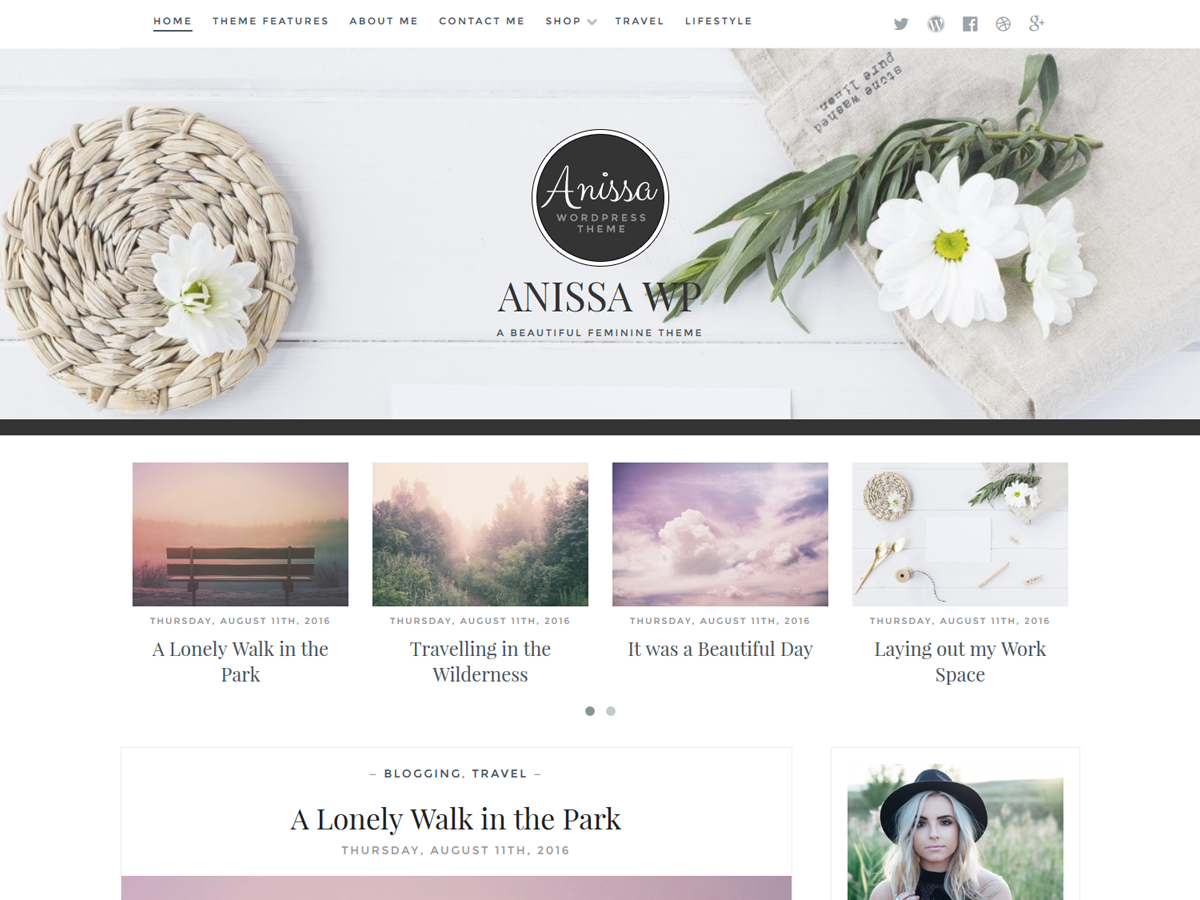 HOME THEME FEATURES ABOUT ME CONTACT ME SHOP TRAVEL LIFESTYLE
stone washed
pure linen
Anissa
WORDPRESS
THEME
ANISSA WP
A BEAUTIFUL FEMININE THEME
THURSDAY, AUGUST 11TH, 2016
A Lonely Walk in the
Park
THURSDAY, AUGUST 11TH, 2016
Travelling in the
Wilderness
THURSDAY, AUGUST 11TH, 2016
It was a Beautiful Day
THURSDAY, AUGUST 11TH, 2016
Laying out my Work
Space
– BLOGGING, TRAVEL –
A Lonely Walk in the Park
THURSDAY, AUGUST 11TH, 2016